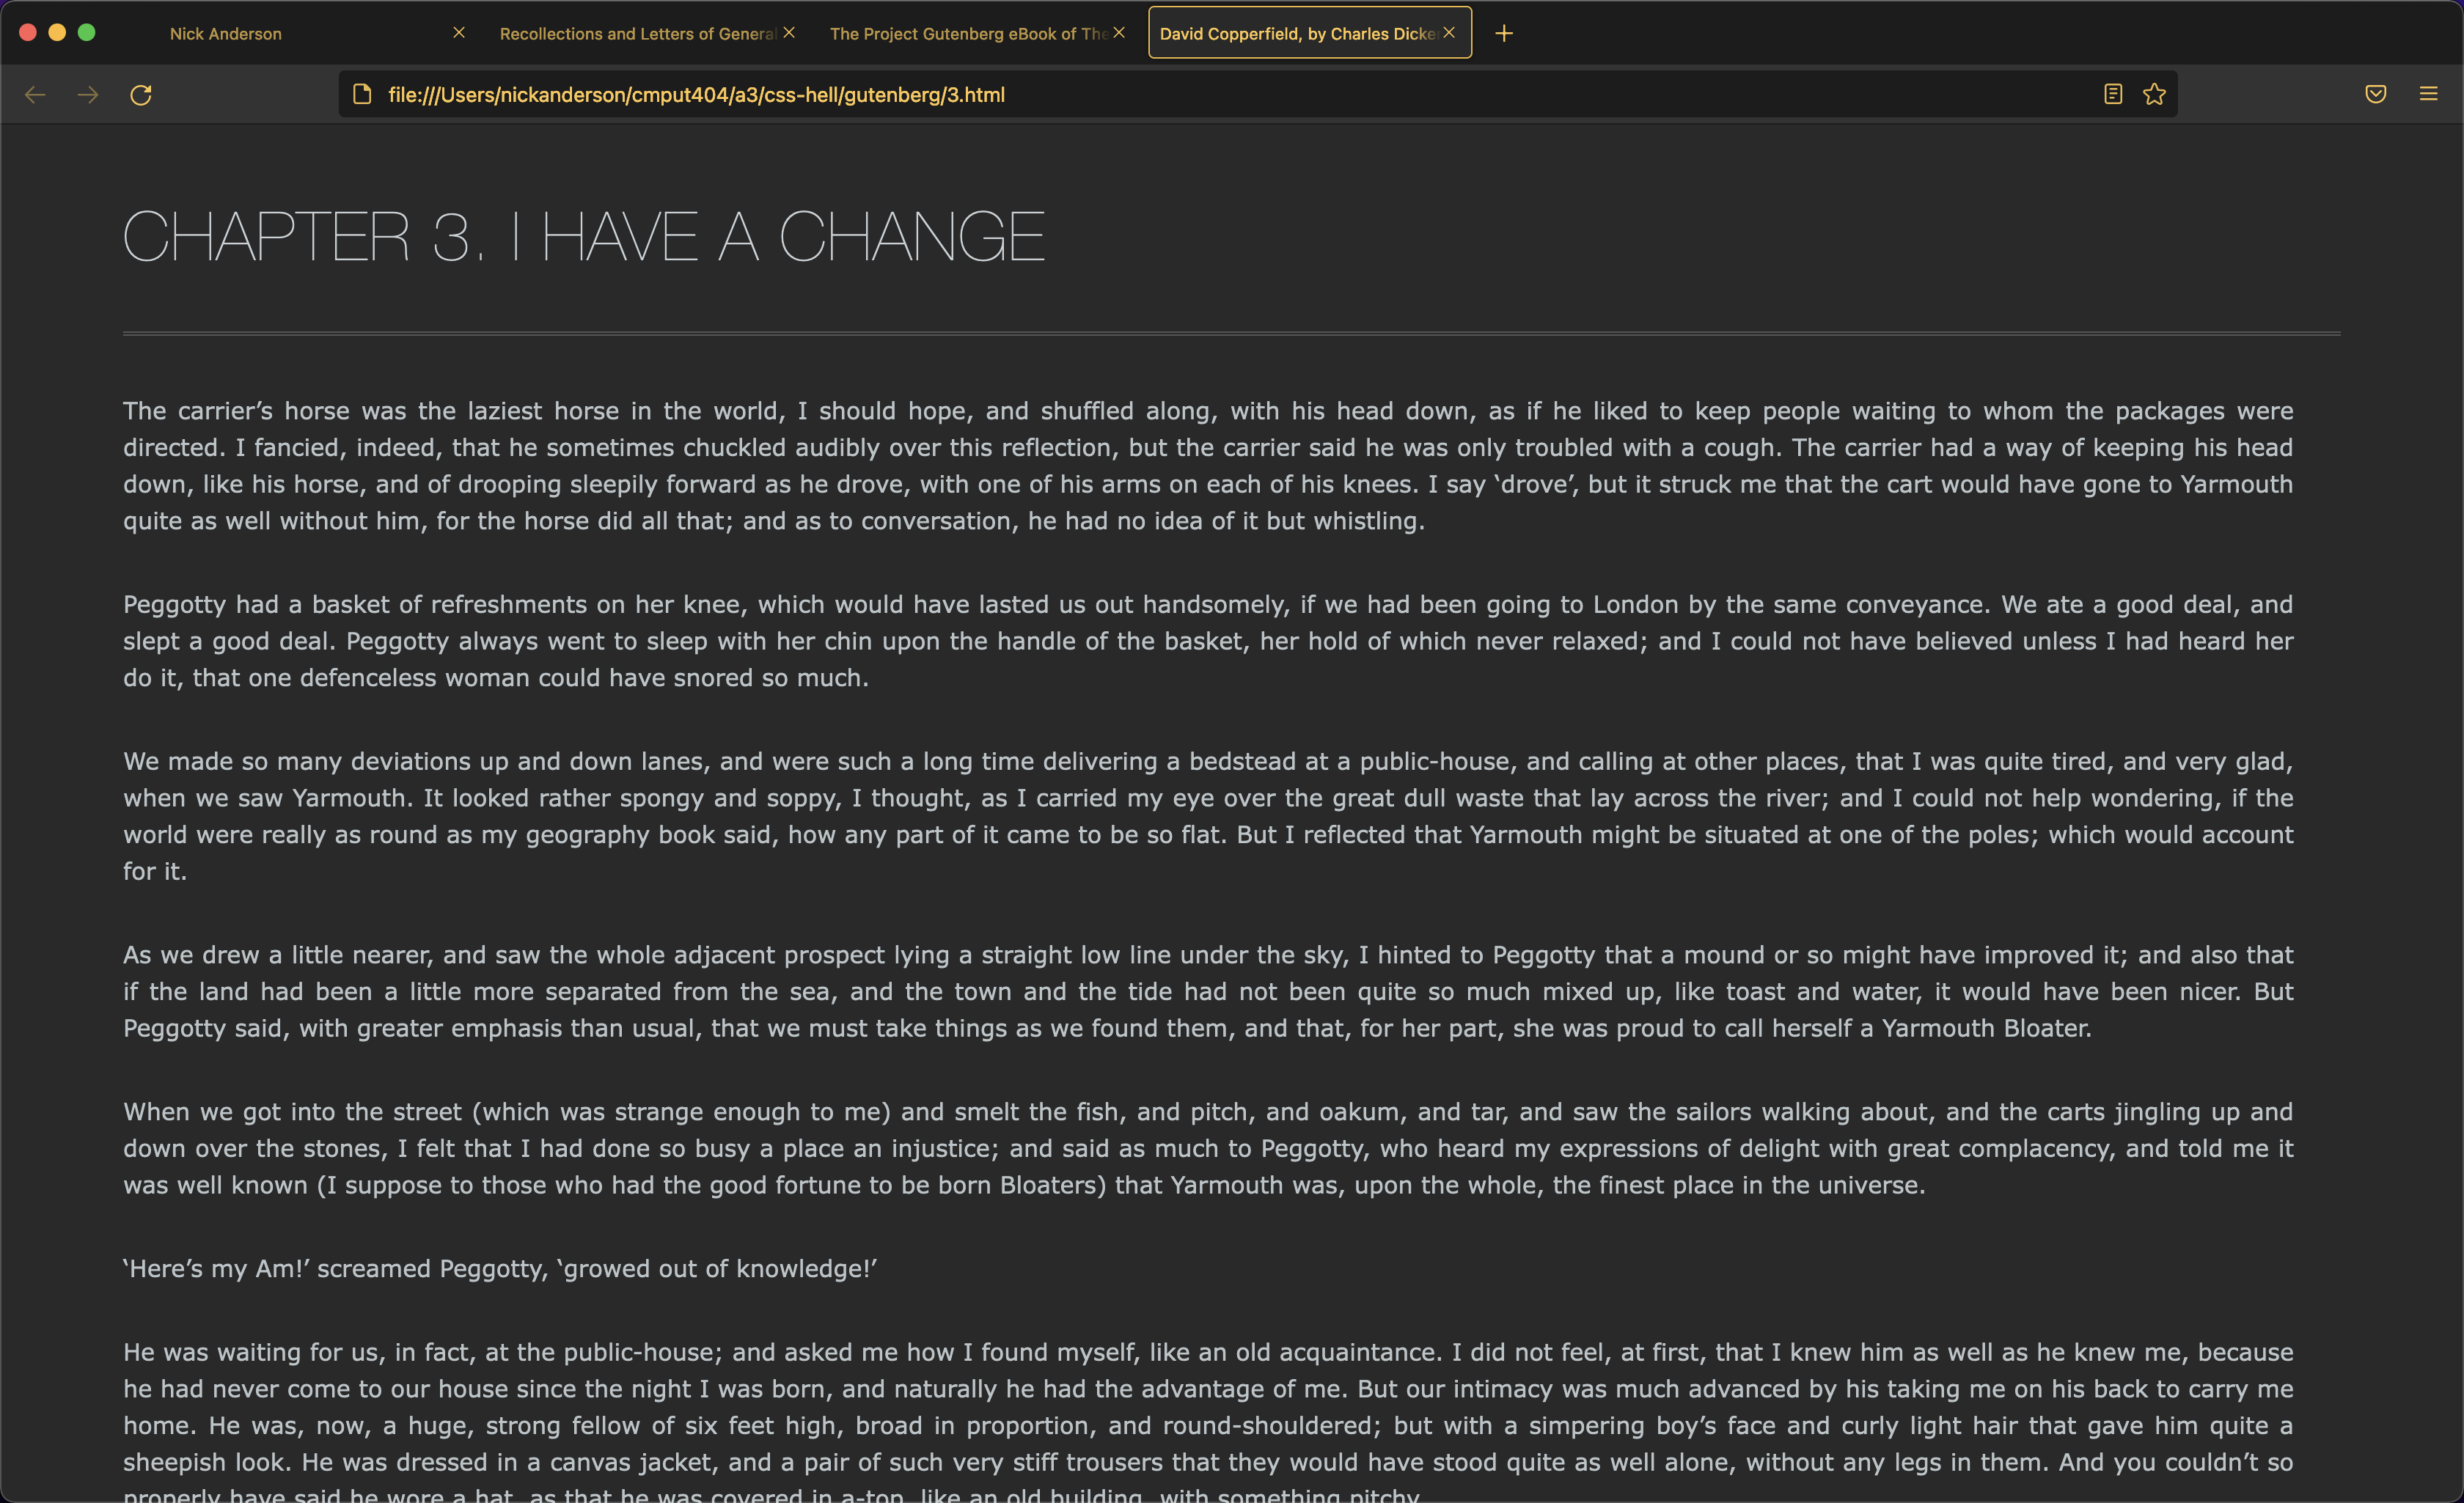 Nick Anderson
Recollections and Letters of General
The Project Gutenberg eBook of The
David Copperfield, by Charles Dicke
file:///Users/nickanderson/cmput404/a3/css-hell/gutenberg/3.html
CHAPTER 3. I HAVE A CHANGE
The carrier’s horse was the laziest horse in the world, I should hope, and shuffled along, with his head down, as if he liked to keep people waiting to whom the packages were
directed. I fancied, indeed, that he sometimes chuckled audibly over this reflection, but the carrier said he was only troubled with a cough. The carrier had a way of keeping his head
down, like his horse, and of drooping sleepily forward as he drove, with one of his arms on each of his knees. I say ‘drove’, but it struck me that the cart would have gone to Yarmouth
quite as well without him, for the horse did all that; and as to conversation, he had no idea of it but whistling.
Peggotty had a basket of refreshments on her knee, which would have lasted us out handsomely, if we had been going to London by the same conveyance. We ate a good deal, and
slept a good deal. Peggotty always went to sleep with her chin upon the handle of the basket, her hold of which never relaxed; and I could not have believed unless I had heard her
do it, that one defenceless woman could have snored so much.
We made so many deviations up and down lanes, and were such a long time delivering a bedstead at a public-house, and calling at other places, that I was quite tired, and very glad,
when we saw Yarmouth. It looked rather spongy and soppy, I thought, as I carried my eye over the great dull waste that lay across the river; and I could not help wondering, if the
world were really as round as my geography book said, how any part of it came to be so flat. But I reflected that Yarmouth might be situated at one of the poles; which would account
for it.
As we drew a little nearer, and saw the whole adjacent prospect lying a straight low line under the sky, I hinted to Peggotty that a mound or so might have improved it; and also that
if the land had been a little more separated from the sea, and the town and the tide had not been quite so much mixed up, like toast and water, it would have been nicer. But
Peggotty said, with greater emphasis than usual, that we must take things as we found them, and that, for her part, she was proud to call herself a Yarmouth Bloater.
When we got into the street (which was strange enough to me) and smelt the fish, and pitch, and oakum, and tar, and saw the sailors walking about, and the carts jingling up and
down over the stones, I felt that I had done so busy a place an injustice; and said as much to Peggotty, who heard my expressions of delight with great complacency, and told me it
was well known (I suppose to those who had the good fortune to be born Bloaters) that Yarmouth was, upon the whole, the finest place in the universe.
‘Here’s my Am!’ screamed Peggotty, ‘growed out of knowledge!’
He was waiting for us, in fact, at the public-house; and asked me how I found myself, like an old acquaintance. I did not feel, at first, that I knew him as well as he knew me, because
he had never come to our house since the night I was born, and naturally he had the advantage of me. But our intimacy was much advanced by his taking me on his back to carry me
home. He was, now, a huge, strong fellow of six feet high, broad in proportion, and round-shouldered; but with a simpering boy’s face and curly light hair that gave him quite a
sheepish look. He was dressed in a canvas jacket, and a pair of such very stiff trousers that they would have stood quite as well alone, without any legs in them. And you couldn’t so
properly have said he wore a hat, as that he was covered in a-top, like an old building, with something pitchy.